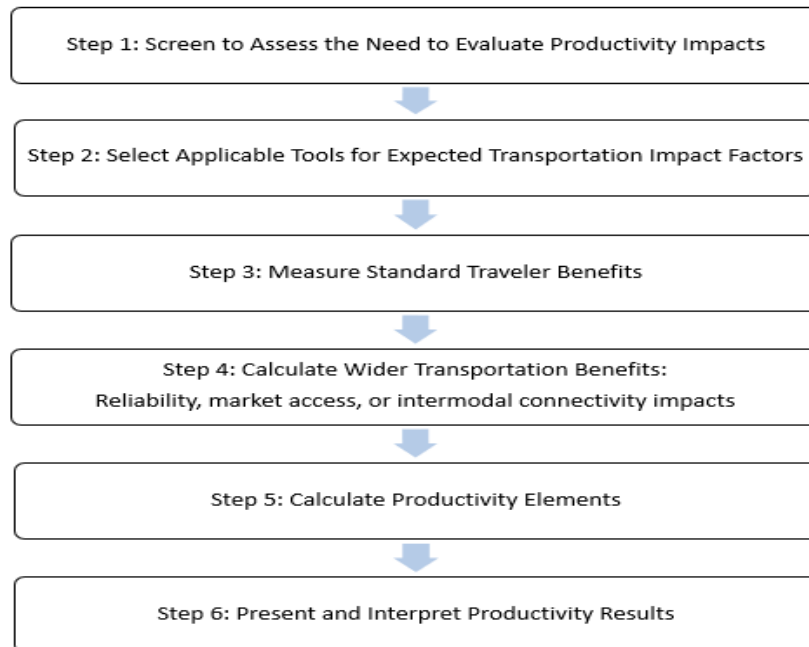 Step 1: Screen to Assess the Need to Evaluate Productivity Impacts
Step 2: Select Applicable Tools for Expected Transportation Impact Factors
Step 3: Measure Standard Traveler Benefits
Step 4: Calculate Wider Transportation Benefits:
Reliability, market access, or intermodal connectivity impacts
Step 5: Calculate Productivity Elements
Step 6: Present and Interpret Productivity Results